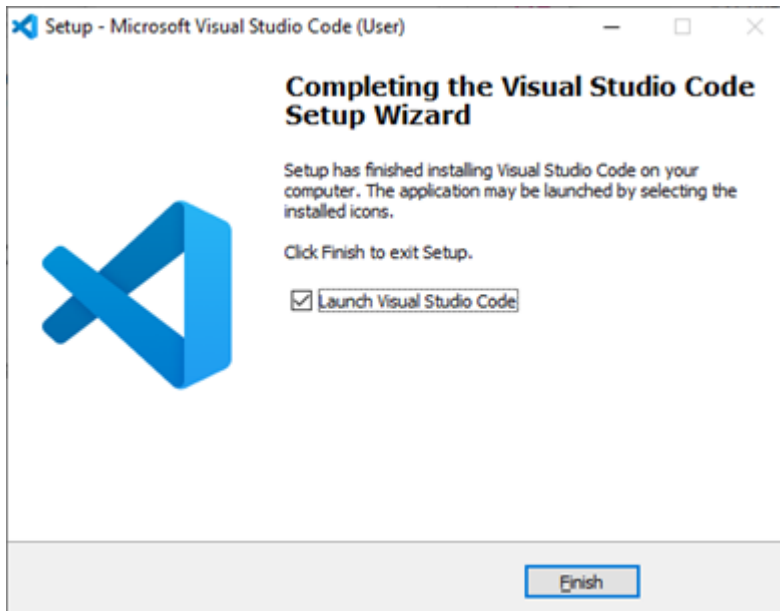 Setup - Microsoft Visual Studio Code (User)
Completing the Visual Studio Code
Setup Wizard
Setup has finished installing Visual Studio Code on your
computer. The application may be launched by selecting the
installed icons.
Click Finish to exit Setup.
Launch Visual Studio Code
Finish